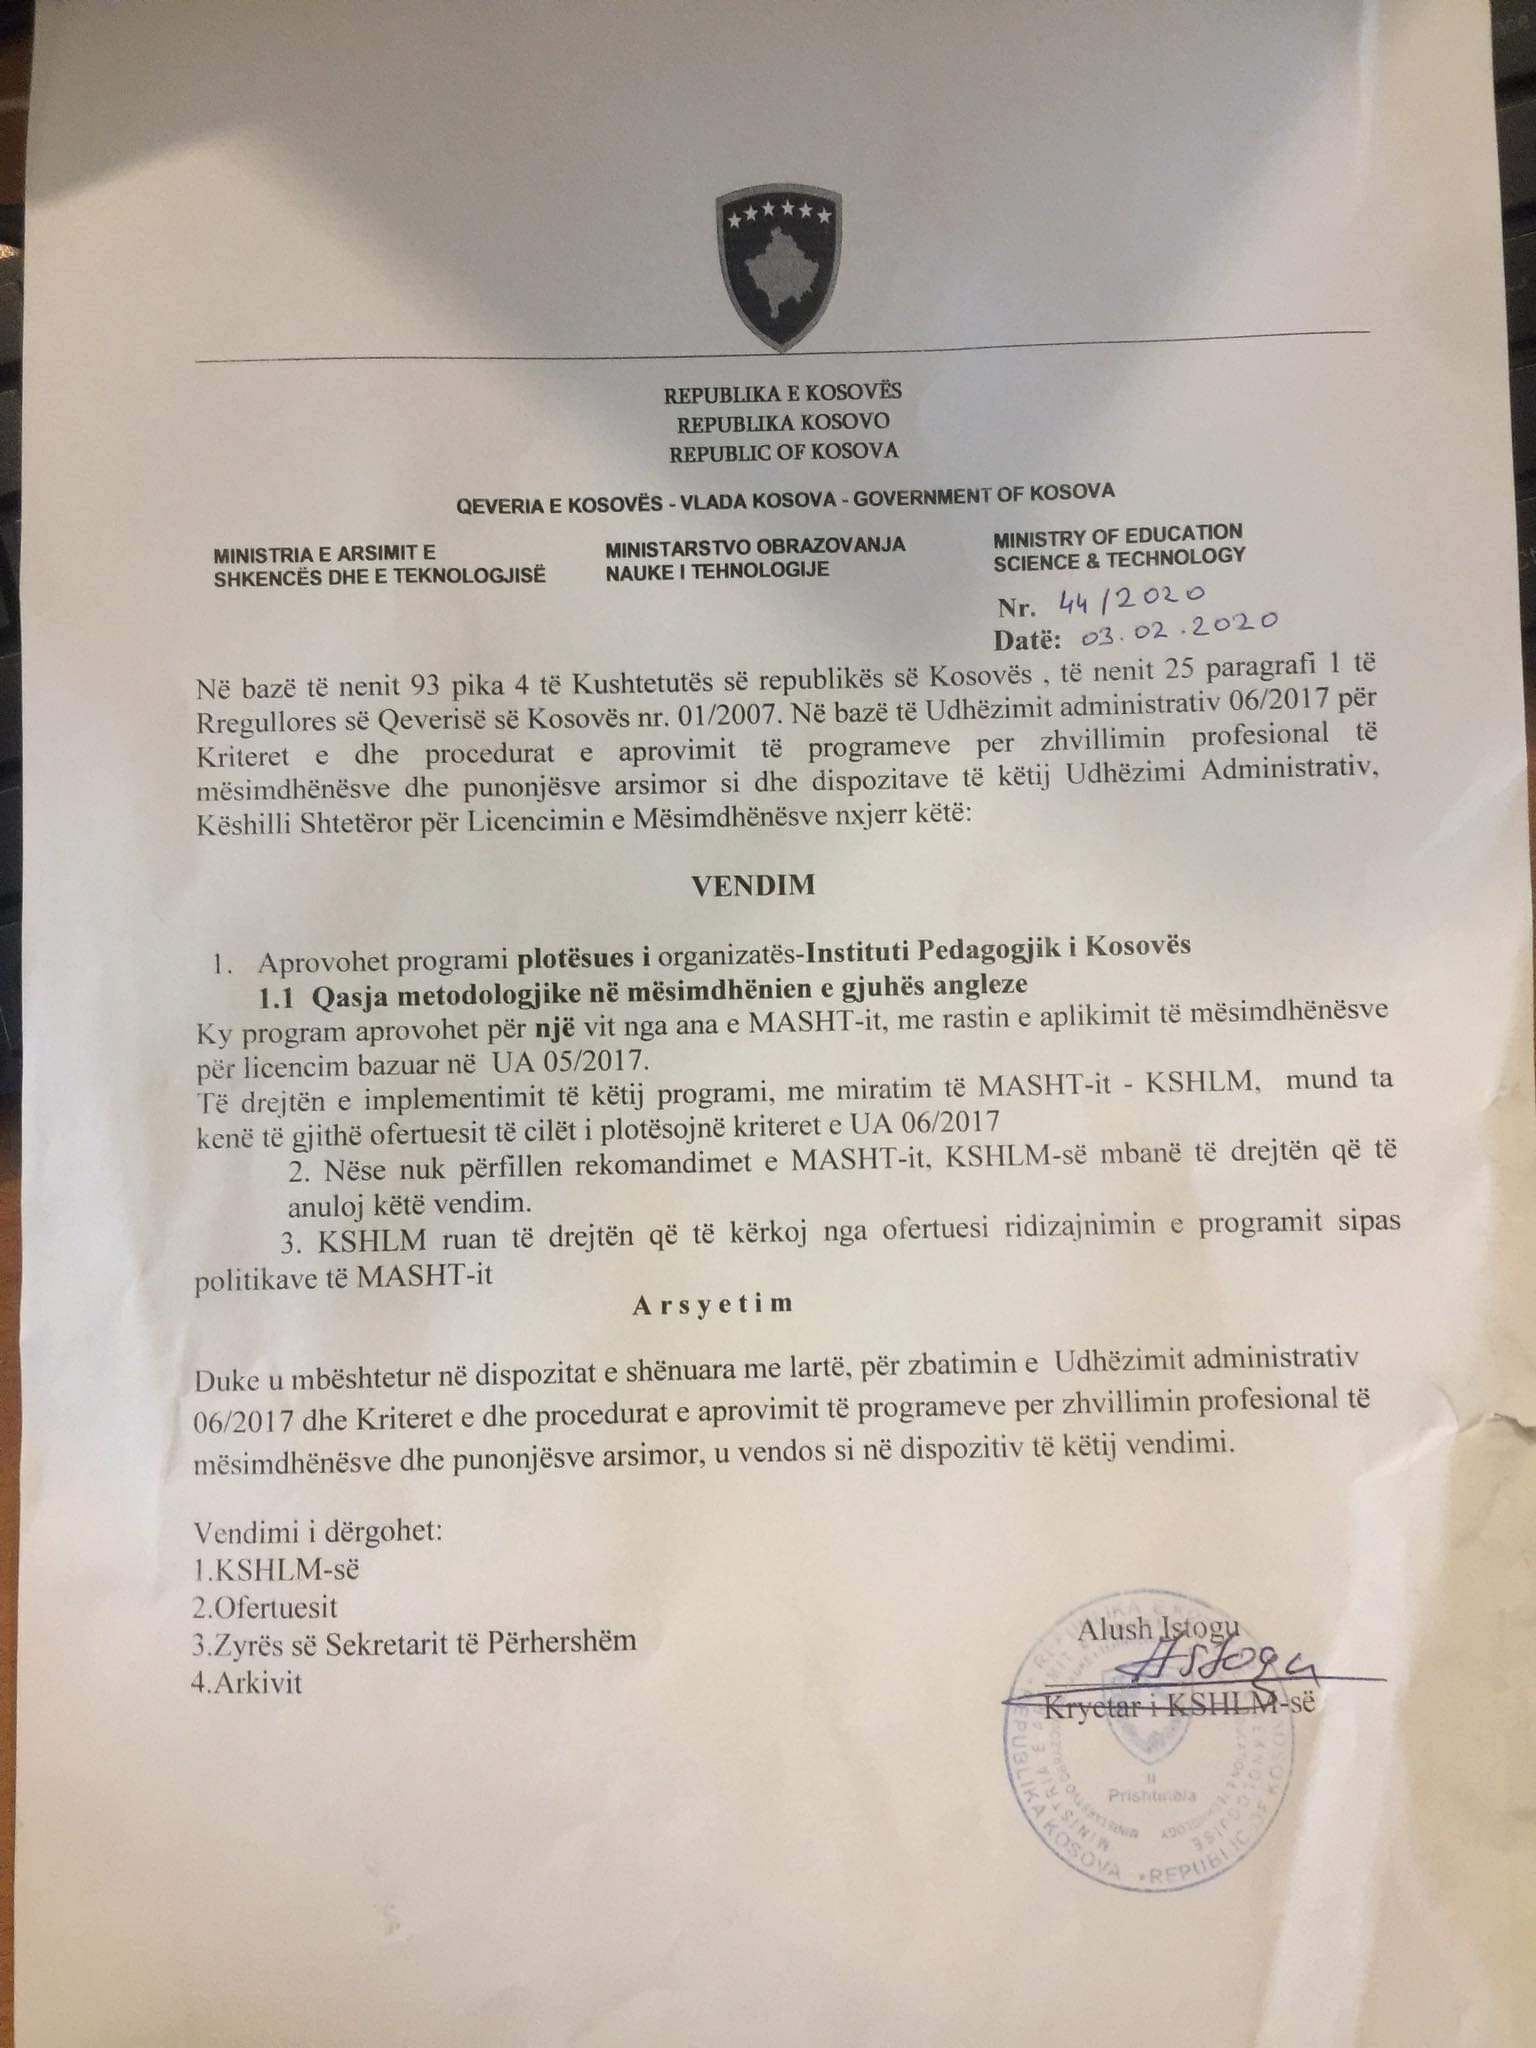 REPUBLIKA E KOSOVËS
REPUBLIKA KOSOVO
REPUBLIC OF KOSOVA
QEVERIA E KOSOVËS - VLADA KOSOVA - GOVERNMENT OF KOSOVA
MINISTRIA E ARSIMIT E
SHKENCËS DHE E TEKNOLOGJISË
MINISTARSTVO OBRAZOVANJA
NAUKE I TEHNOLOGIJE
MINISTRY OF EDUCATION
SCIENCE & TECHNOLOGY
Nr. 44/2020
Datë: 03.02.2020
Në bazë të nenit 93 pika 4 të Kushtetutës së republikës së Kosovës , të nenit 25 paragrafi 1 të
Rregullores së Qeverisë së Kosovës nr. 01/2007. Në bazë të Udhëzimit administrativ 06/2017 për
Kriteret e dhe procedurat e aprovimit të programeve per zhvillimin profesional të
mësimdhënësve dhe punonjësve arsimor si dhe dispozitave të këtij Udhëzimi Administrativ,
Këshilli Shtetëror për Licencimin e Mësimdhënësve nxjerr këtë:
VENDIM
1. Aprovohet programi plotësues i organizatës-Instituti Pedagogjik i Kosovës
1.1 Qasja metodologjike në mësimdhënien e gjuhës angleze
Ky program aprovohet për një vit nga ana e MASHT-it, me rastin e aplikimit të mësimdhënësve
për licencim bazuar në UA 05/2017.
Të drejtën e implementimit të këtij programi, me miratim të MASHT-it - KSHLM, mund ta
kenë të gjithë ofertuesit të cilët i plotësojnë kriteret e UA 06/2017
2. Nëse nuk përfillen rekomandimet e MASHT-it, KSHLM-së mbanë të drejtën që të
anuloj këtë vendim.
3. KSHLM ruan të drejtën që të kërkoj nga ofertuesi ridizajnimin e programit sipas
politikave të MASHT-it
Arsyetim
Duke u mbështetur në dispozitat e shënuara me lartë, për zbatimin e Udhëzimit administrativ
06/2017 dhe Kriteret e dhe procedurat e aprovimit të programeve per zhvillimin profesional të
mësimdhënësve dhe punonjësve arsimor, u vendos si në dispozitiv të këtij vendimi.
Vendimi i dërgohet:
1.KSHLM-së
2.Ofertuesit
3.Zyrës së Sekretarit të Përhershëm
4.Arkivit
Alush Istogu
AIstogu
Kryetar i KSHLM-së
II
Prishtinë
REPUBLIKA KOSOVA • REPUBLIC OF KOSOVA